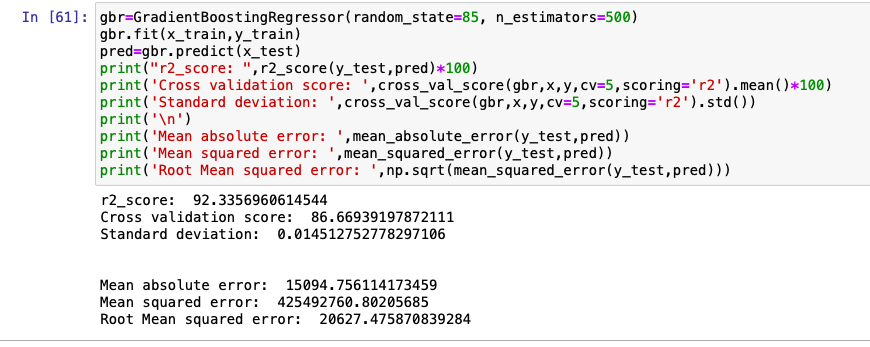 In [61]: gbr=GradientBoostingRegressor(random_state=85, n_estimators=500)
gbr.fit(x_train,y_train)
pred=gbr.predict(x_test)
print("r2_score: ",r2_score(y_test,pred)*100)
print('Cross validation score: ',cross_val_score(gbr,x,y,cv=5,scoring='r2').mean()*100)
print('Standard deviation: ',cross_val_score(gbr,x,y,cv=5,scoring='r2').std())
print('\n')
print('Mean absolute error: ',mean_absolute_error(y_test,pred))
print('Mean squared error: ',mean_squared_error(y_test,pred))
print('Root Mean squared error: ',np.sqrt(mean_squared_error(y_test,pred)))
r2_score:  92.3356960614544
Cross validation score:  86.66939197872111
Standard deviation:  0.014512752778297106
Mean absolute error:  15094.756114173459
Mean squared error:  425492760.80205685
Root Mean squared error:  20627.475870839284